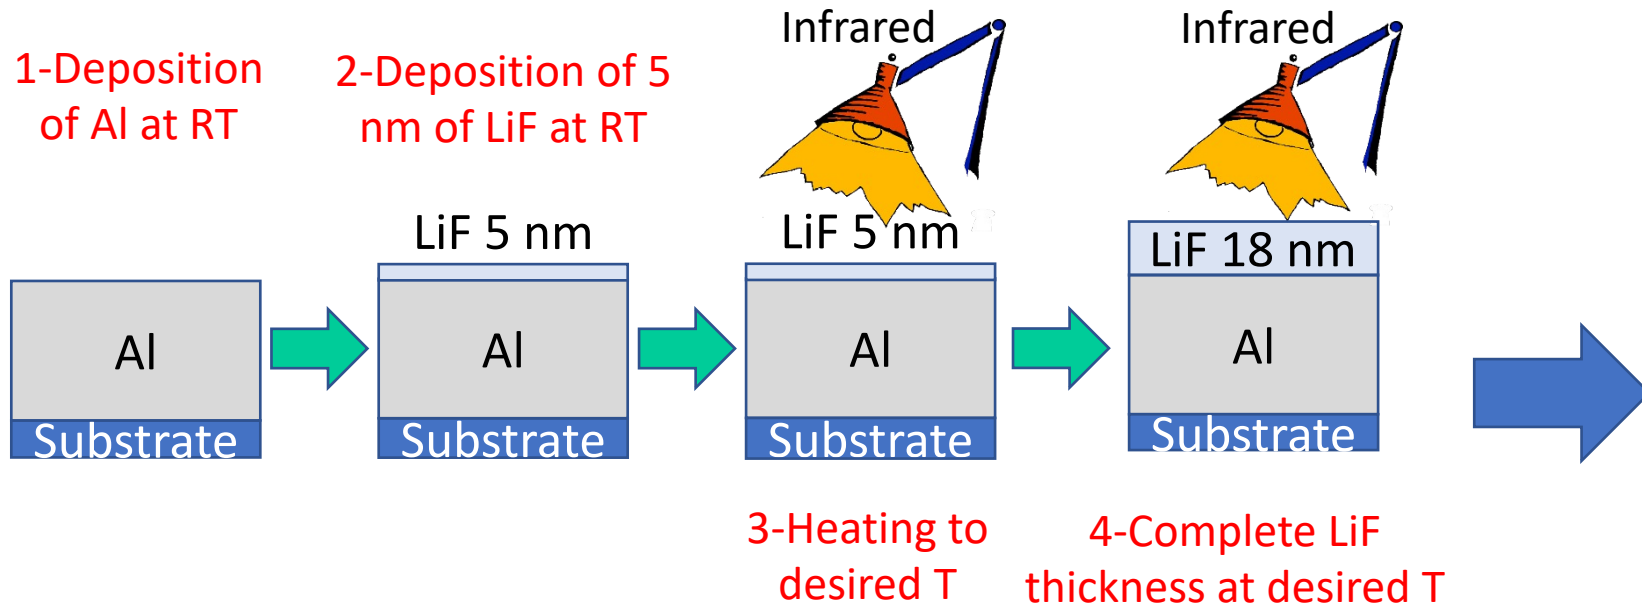 1-Deposition
of Al at RT
2-Deposition of 5
nm of LiF at RT
Infrared
Infrared
LiF 5 nm
LiF 5 nm
LiF 18 nm
Al
Al
Al
Al
Substrate
Substrate
Substrate
Substrate
3-Heating to
desired T
4-Complete LiF
thickness at desired T